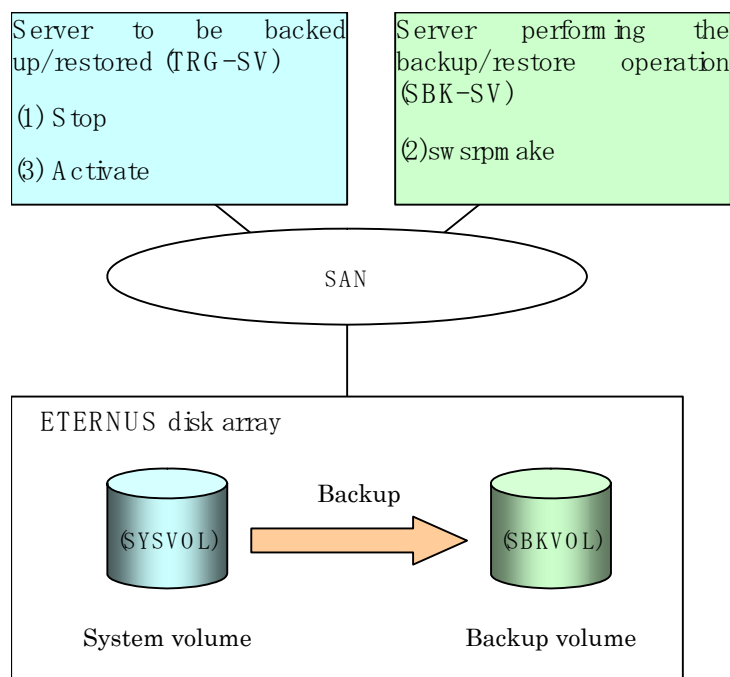 Server to be backed
up/restored (TRG-SV)
(1) Stop
(3) Activate
Server performing the
backup/restore operation
(SBK-SV)
(2)swsrpmake
SAN
ETERNUS disk array
Backup
(SYSVOL)
(SBKVOL)
System volume
Backup volume